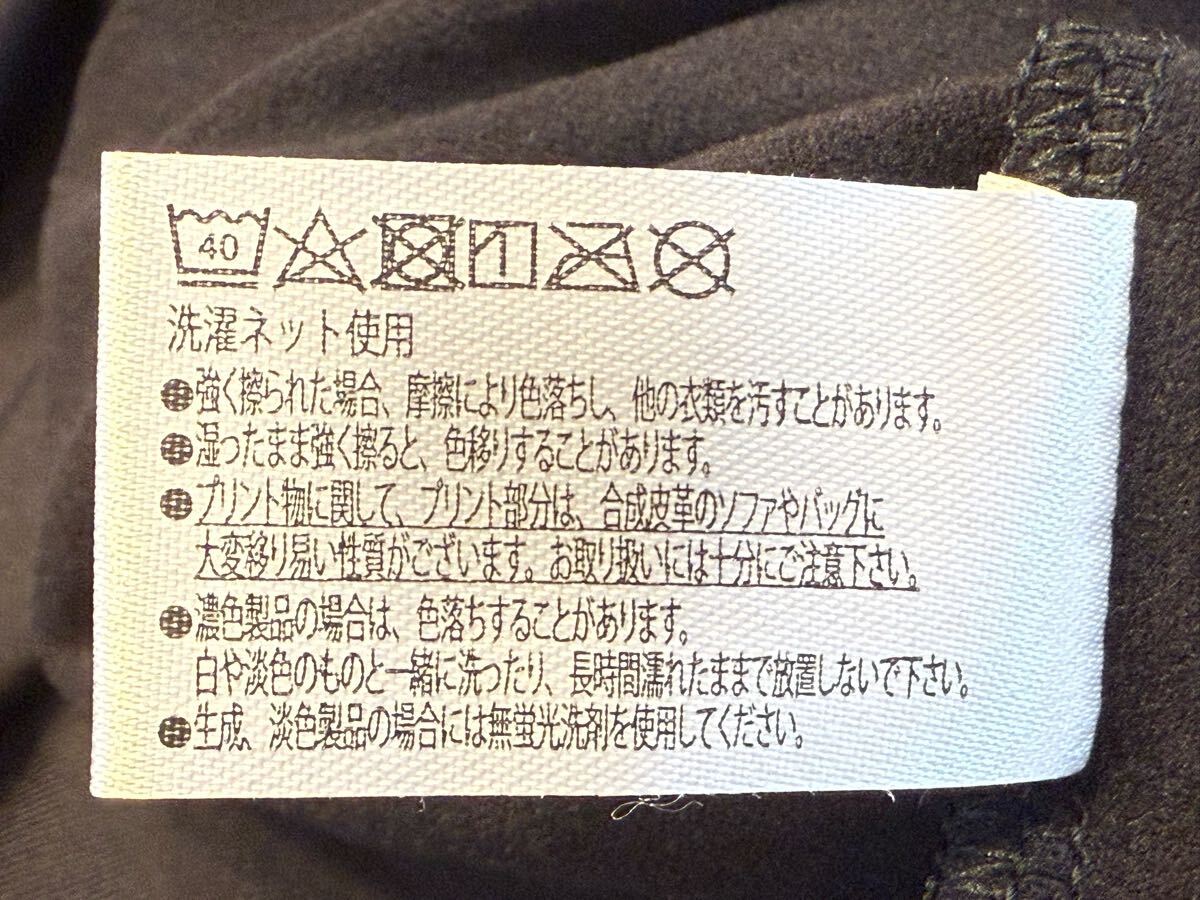 40
洗濯ネット使用
●強く擦られた場合、摩擦により色落ちし、他の衣類を汚すことがあります。
●湿ったまま強く擦ると、色移りすることがあります。
●プリント物に関して、プリント部分は、合成皮革のソファやバッグに
大変移り易い性質がございます。お取り扱いには十分にご注意下さい。
●濃色製品の場合は、色落ちすることがあります。
白や淡色のものと一緒に洗ったり、長時間濡れたままで放置しないで下さい。
●生成、淡色製品の場合には無蛍光洗剤を使用してください。